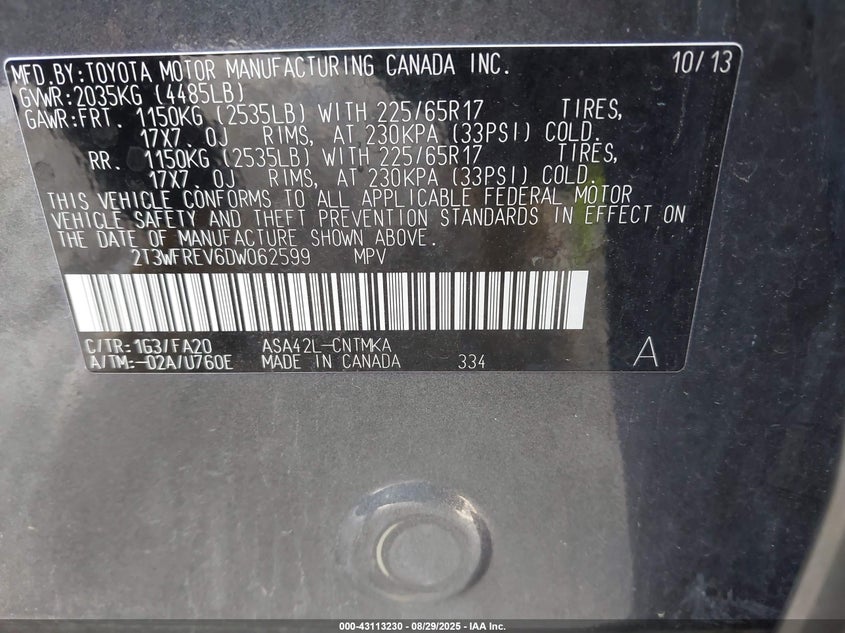 MFD.BY:TOYOTA MOTOR MANUFACTURING CANADA INC. 10/13
GVWR:2035KG (4485LB)
GAWR:FRT. 1150KG (2535LB) WITH 225/65R17 TIRES,
17X7.0J RIMS, AT 230KPA (33PSI) COLD.
RR. 1150KG (2535LB) WITH 225/65R17 TIRES,
17X7.0J RIMS, AT 230KPA (33PSI) COLD.
THIS VEHICLE CONFORMS TO ALL APPLICABLE FEDERAL MOTOR
VEHICLE SAFETY AND THEFT PREVENTION STANDARDS IN EFFECT ON
THE DATE OF MANUFACTURE SHOWN ABOVE.
2T3WFREV6DW062599 MPV
C/TR:1G3/FA20 ASA42L-CNTMKA
A/TM:-02A/U760E MADE IN CANADA 334 A
000-43113230 - 08/29/2025 - IAA Inc.